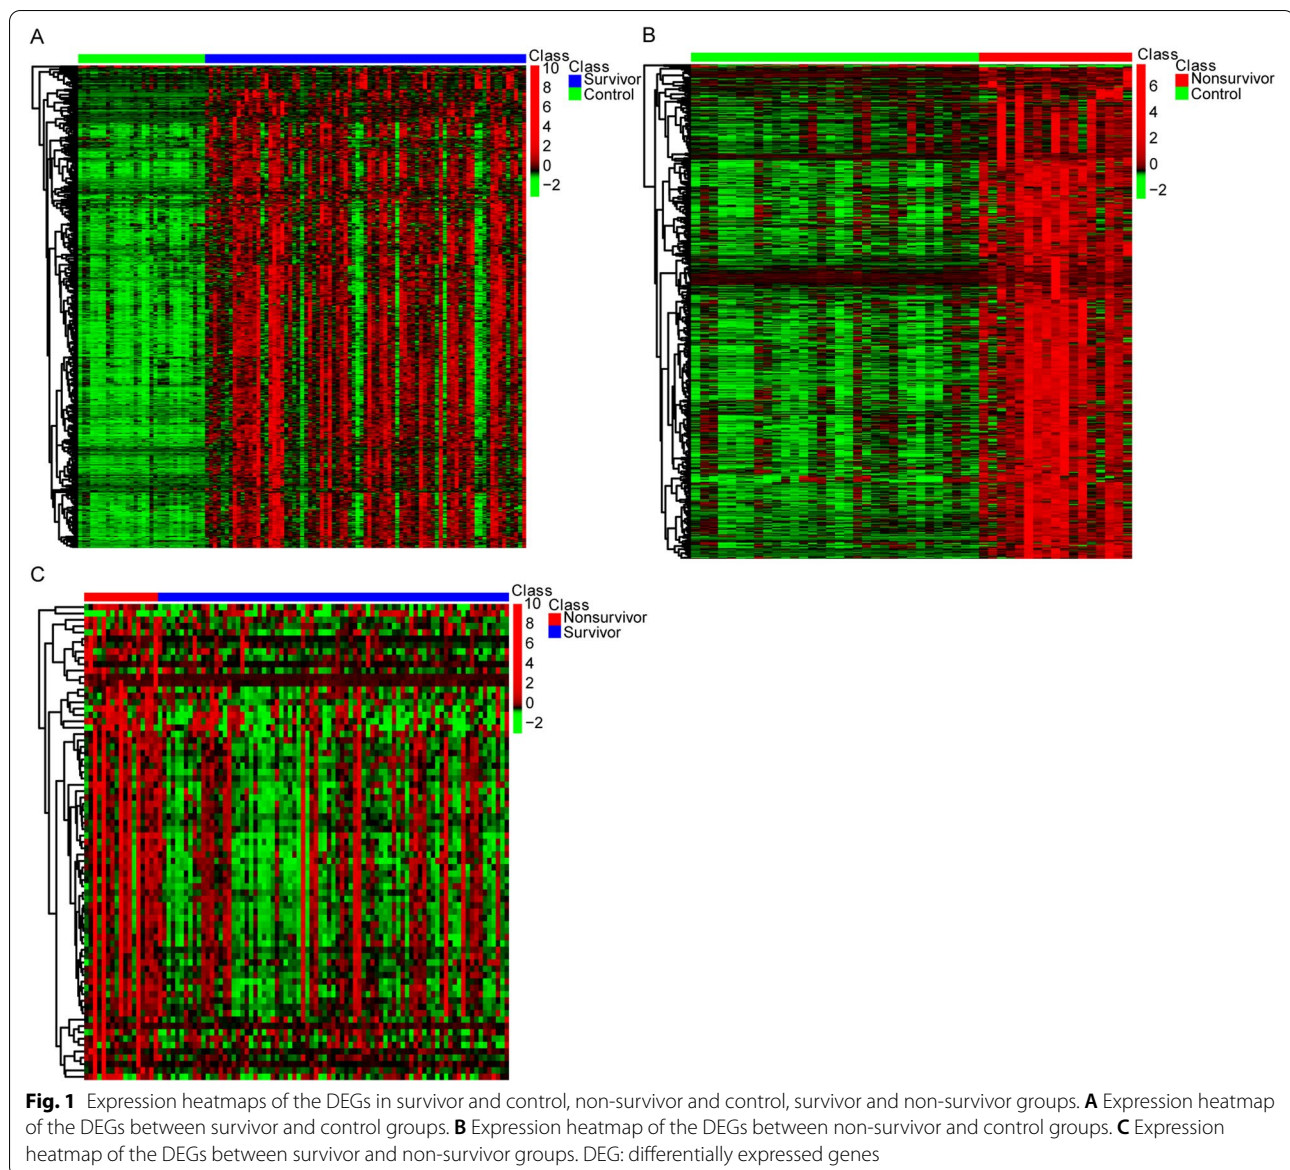 A
Class
10
8
6
4
2
0
−2
Class
Survivor
Control
B
Class
6
4
2
0
−2
Class
Nonsurvivor
Control
C
Class
10
8
6
4
2
0
−2
Class
Nonsurvivor
Survivor
Fig. 1 Expression heatmaps of the DEGs in survivor and control, non-survivor and control, survivor and non-survivor groups. A Expression heatmap
of the DEGs between survivor and control groups. B Expression heatmap of the DEGs between non-survivor and control groups. C Expression
heatmap of the DEGs between survivor and non-survivor groups. DEG: differentially expressed genes